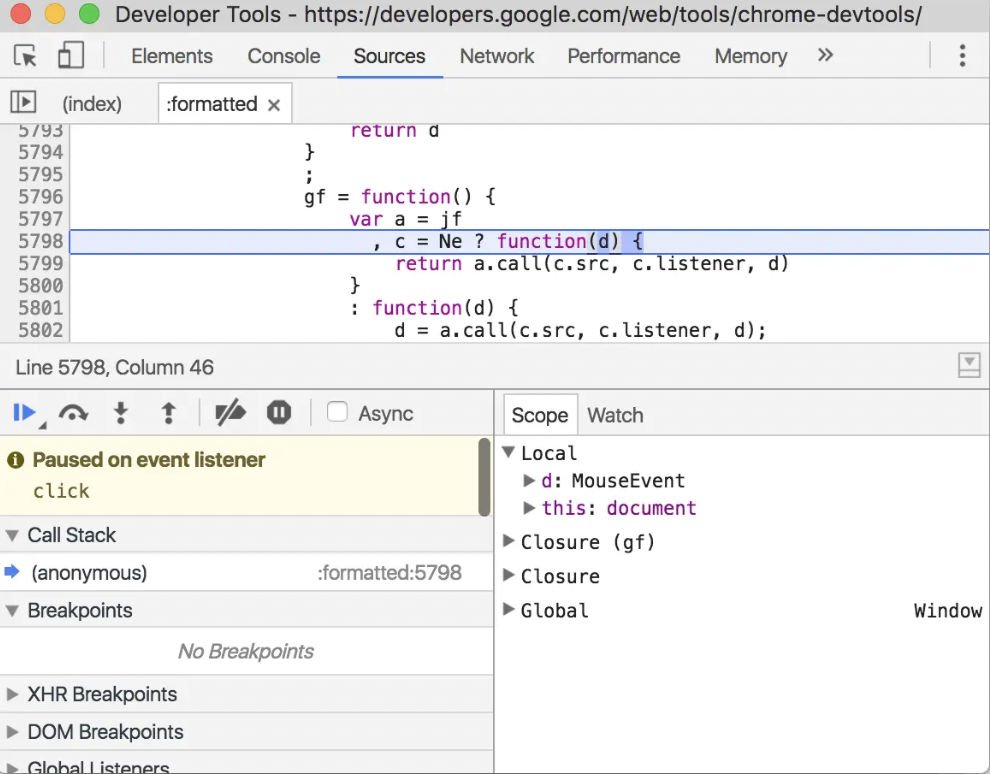 Developer Tools - https://developers.google.com/web/tools/chrome-devtools/
Elements Console Sources Network Performance Memory »
(index) :formatted ×
5793 return d
5794 }
5795 ;
5796 gf = function() {
5797 var a = jf
5798 , c = Ne ? function(d) {
5799 return a.call(c.src, c.listener, d)
5800 }
5801 : function(d) {
5802 d = a.call(c.src, c.listener, d);
Line 5798, Column 46
Async
Paused on event listener
click
Call Stack
(anonymous) :formatted:5798
Breakpoints
No Breakpoints
XHR Breakpoints
DOM Breakpoints
Global Listeners
Scope Watch
Local
d: MouseEvent
this: document
Closure (gf)
Closure
Global Window